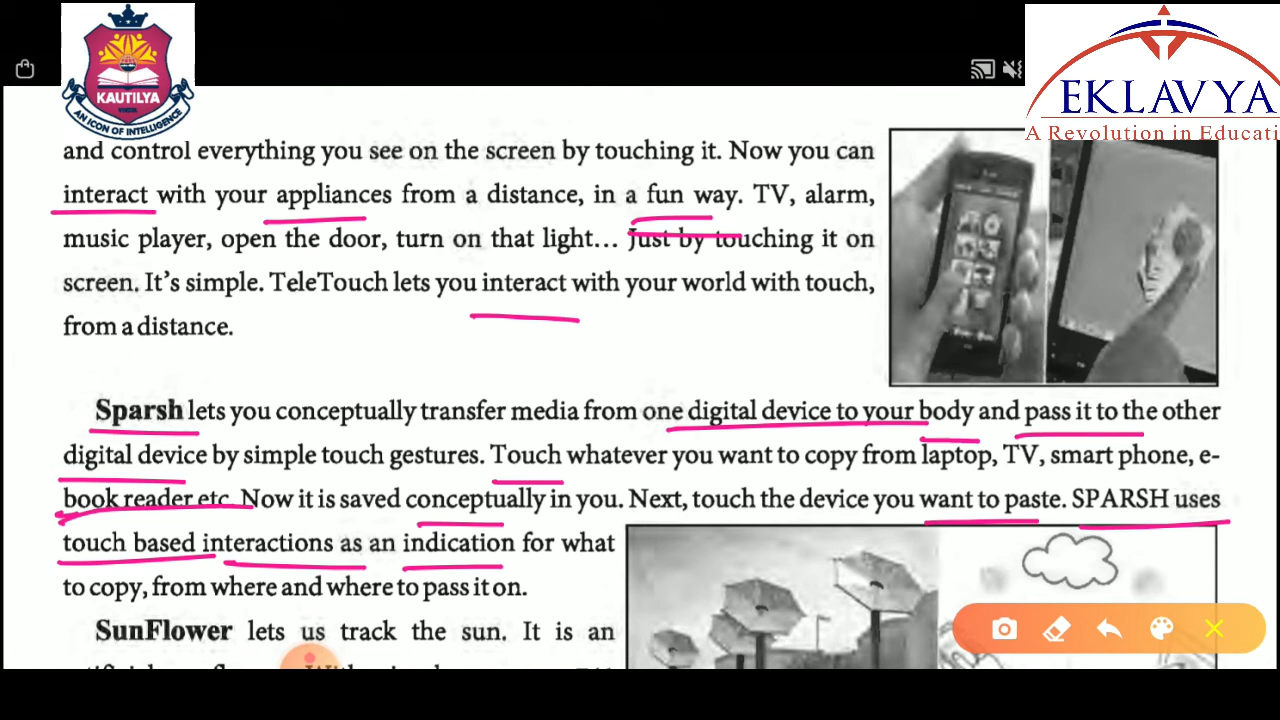 KAUTILYA
AN ICON OF INTELLIGENCE
EKLAVYA
A Revolution in Educati
and control everything you see on the screen by touching it. Now you can
interact with your appliances from a distance, in a fun way. TV, alarm,
music player, open the door, turn on that light... Just by touching it on
screen. It's simple. TeleTouch lets you interact with your world with touch,
from a distance.
Sparsh lets you conceptually transfer media from one digital device to your body and pass it to the other
digital device by simple touch gestures. Touch whatever you want to copy from laptop, TV, smart phone, e-
book reader etc. Now it is saved conceptually in you. Next, touch the device you want to paste. SPARSH uses
touch based interactions as an indication for what
to copy, from where and where to pass it on.
SunFlower lets us track the sun. It is an